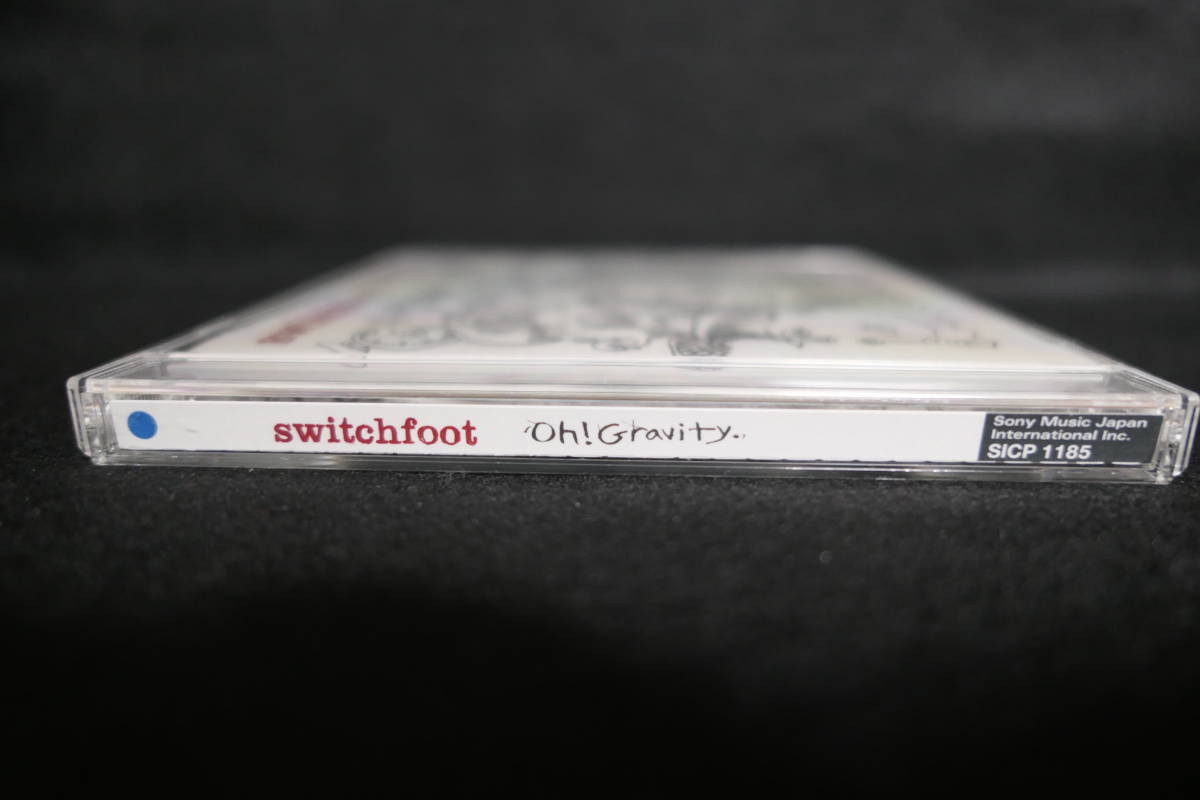 switchfoot Oh! Gravity.
Sony Music Japan
International Inc.
SICP 1185